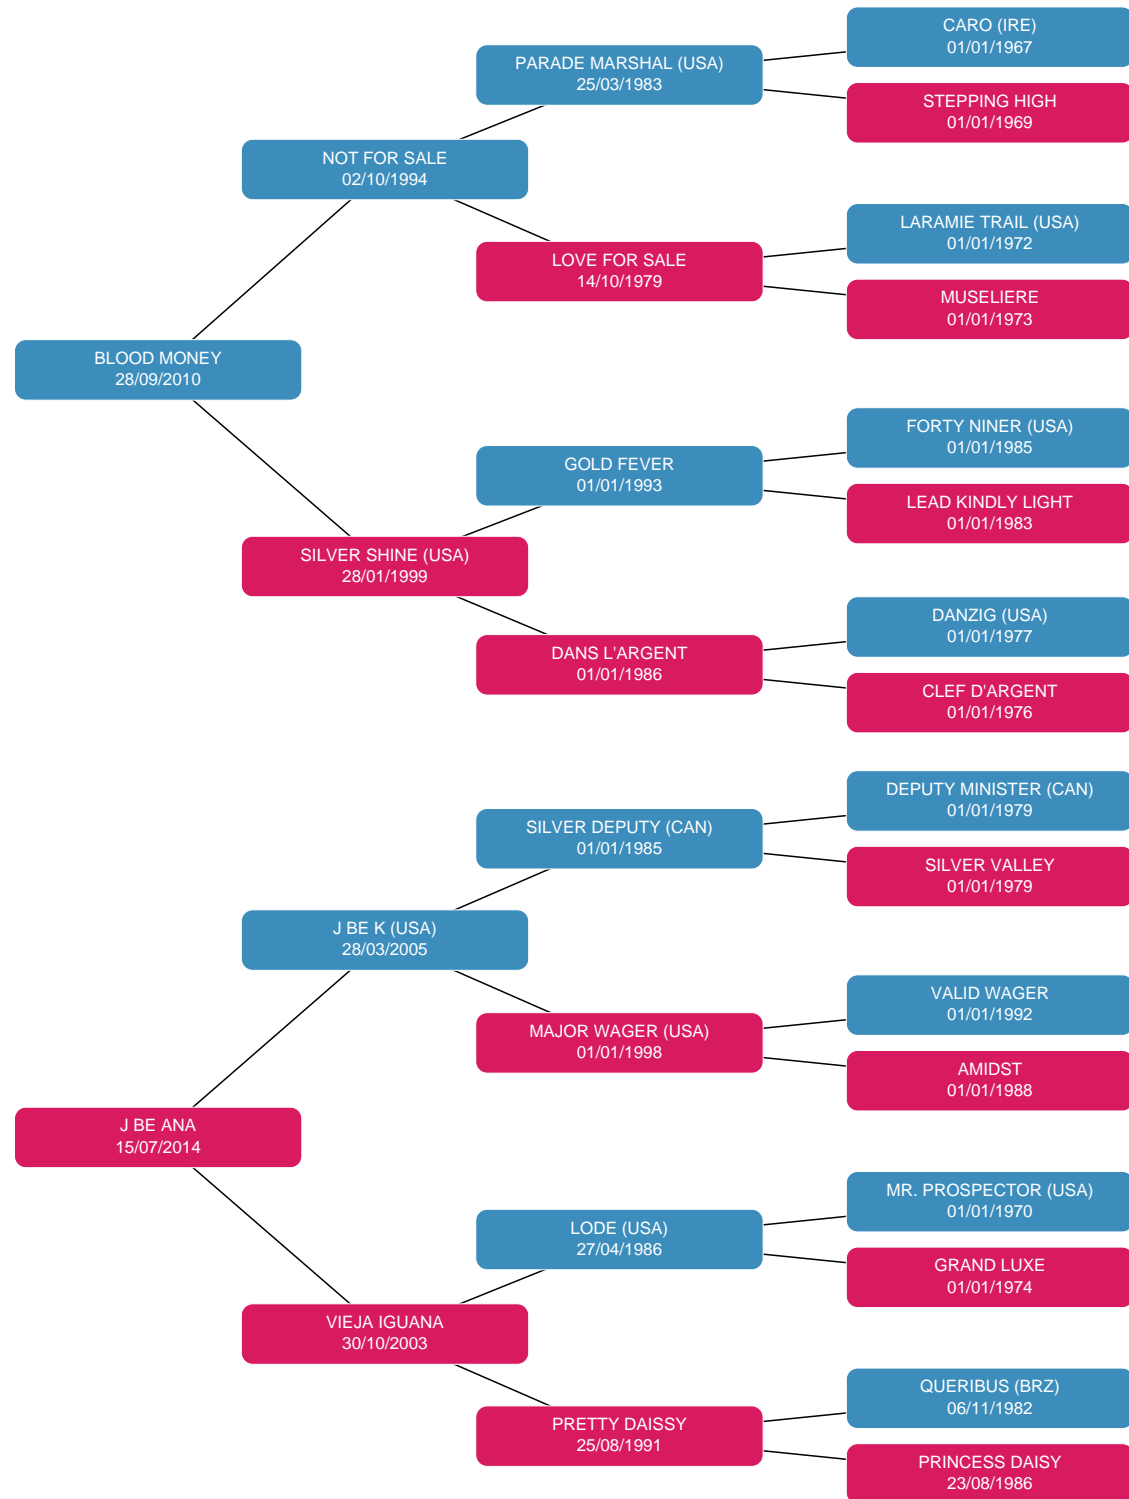 CARO (IRE)
01/01/1967
PARADE MARSHAL (USA)
25/03/1983
STEPPING HIGH
01/01/1969
NOT FOR SALE
02/10/1994
LARAMIE TRAIL (USA)
01/01/1972
LOVE FOR SALE
14/10/1979
MUSELIERE
01/01/1973
BLOOD MONEY
28/09/2010
FORTY NINER (USA)
01/01/1985
GOLD FEVER
01/01/1993
LEAD KINDLY LIGHT
01/01/1983
SILVER SHINE (USA)
28/01/1999
DANZIG (USA)
01/01/1977
DANS L'ARGENT
01/01/1986
CLEF D'ARGENT
01/01/1976
DEPUTY MINISTER (CAN)
01/01/1979
SILVER DEPUTY (CAN)
01/01/1985
SILVER VALLEY
01/01/1979
J BE K (USA)
28/03/2005
VALID WAGER
01/01/1992
MAJOR WAGER (USA)
01/01/1998
AMIDST
01/01/1988
J BE ANA
15/07/2014
MR. PROSPECTOR (USA)
01/01/1970
LODE (USA)
27/04/1986
GRAND LUXE
01/01/1974
VIEJA IGUANA
30/10/2003
QUERIBUS (BRZ)
06/11/1982
PRETTY DAISSY
25/08/1991
PRINCESS DAISY
23/08/1986